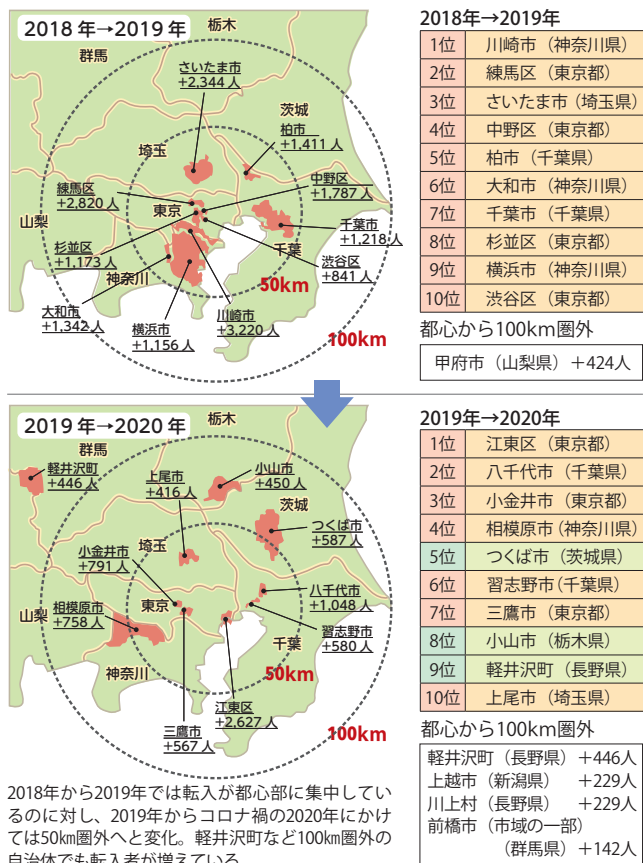 2018年→2019年
栃木
群馬
さいたま市
+2,344人
茨城
柏市
+1,411人
埼玉
練馬区
+2,820人
中野区
+1,787人
山梨
東京
千葉市
+1,218人
杉並区
+1,173人
千葉
渋谷区
+841人
神奈川
50km
大和市
+1,342人
横浜市
+1,156人
川崎市
+3,220人
100km
2018年→2019年
1位 川崎市（神奈川県）
2位 練馬区（東京都）
3位 さいたま市（埼玉県）
4位 中野区（東京都）
5位 柏市（千葉県）
6位 大和市（神奈川県）
7位 千葉市（千葉県）
8位 杉並区（東京都）
9位 横浜市（神奈川県）
10位 渋谷区（東京都）
都心から100km圏外
甲府市（山梨県）+424人
2019年→2020年
栃木
群馬
軽井沢町
+446人
上尾市
+416人
小山市
+450人
茨城
つくば市
+587人
埼玉
小金井市
+791人
八千代市
+1,048人
相模原市
+758人
山梨
東京
習志野市
+580人
千葉
神奈川
50km
江東区
+2,627人
三鷹市
+567人
100km
2019年→2020年
1位 江東区（東京都）
2位 八千代市（千葉県）
3位 小金井市（東京都）
4位 相模原市(神奈川県)
5位 つくば市（茨城県）
6位 習志野市(千葉県）
7位 三鷹市（東京都）
8位 小山市（栃木県）
9位 軽井沢町（長野県）
10位 上尾市（埼玉県）
都心から100km圏外
軽井沢町（長野県）+446人
上越市（新潟県）+229人
川上村（長野県）+229人
前橋市（市域の一部）
（群馬県）+142人
2018年から2019年では転入が都心部に集中してい
るのに対し、2019年からコロナ禍の2020年にかけ
ては50km圏外へと変化。軽井沢町など100km圏外の
自治体でも転入者が増えている